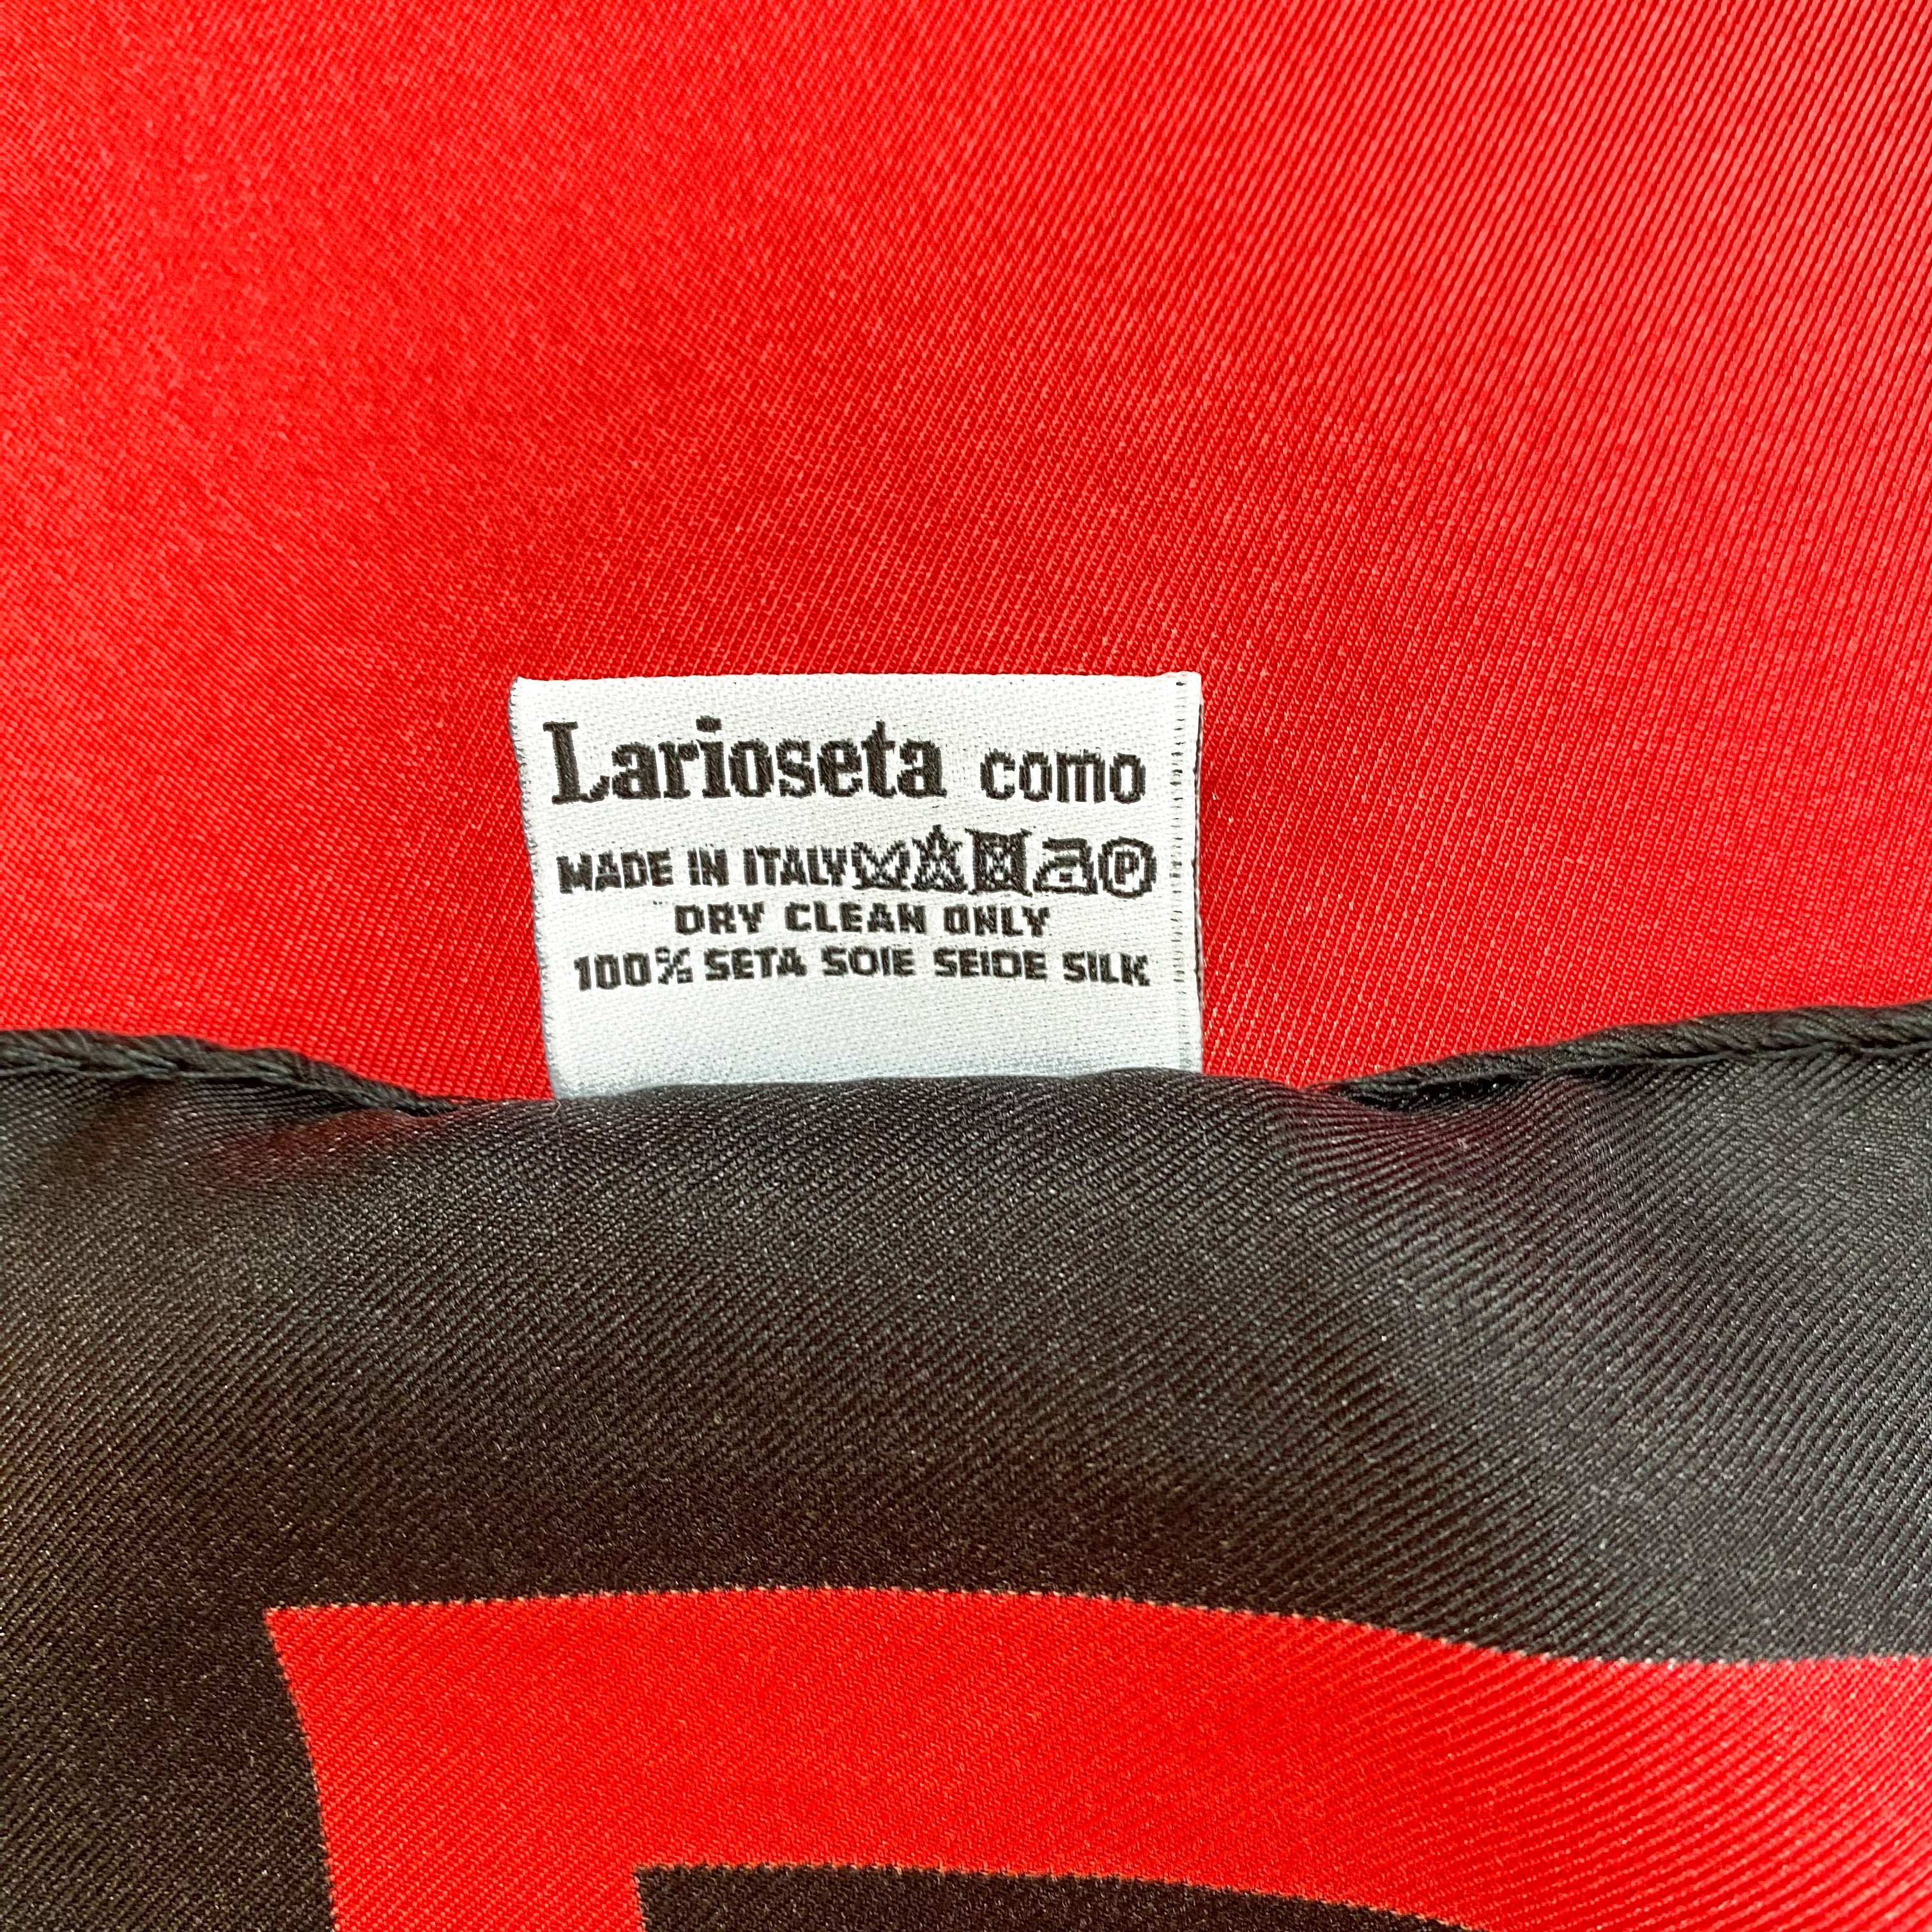 Larioseta como
MADE IN ITALY
DRY CLEAN ONLY
100% SETA SOIE SEIDE SILK